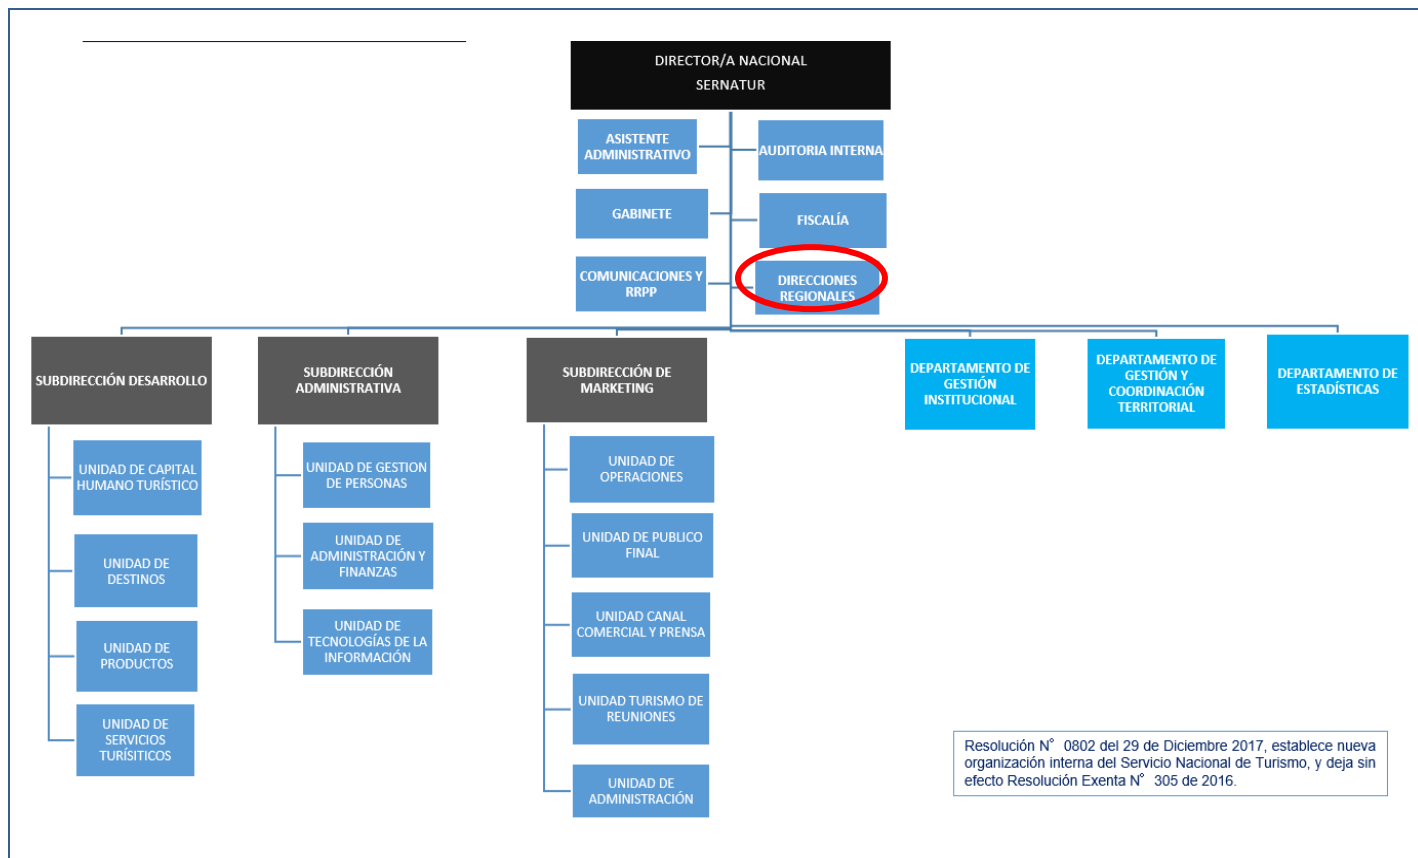 DIRECTOR/A NACIONAL
SERNATUR
ASISTENTE
ADMINISTRATIVO
AUDITORIA INTERNA
GABINETE
FISCALÍA
COMUNICACIONES Y
RRPP
DIRECCIONES
REGIONALES
SUBDIRECCIÓN DESARROLLO
SUBDIRECCIÓN
ADMINISTRATIVA
SUBDIRECCIÓN DE
MARKETING
DEPARTAMENTO DE
GESTIÓN
INSTITUCIONAL
DEPARTAMENTO DE
GESTIÓN Y
COORDINACIÓN
TERRITORIAL
DEPARTAMENTO DE
ESTADÍSTICAS
UNIDAD DE CAPITAL
HUMANO TURÍSTICO
UNIDAD DE
DESTINOS
UNIDAD DE
PRODUCTOS
UNIDAD DE
SERVICIOS
TURÍSITICOS
UNIDAD DE GESTION
DE PERSONAS
UNIDAD DE
ADMINISTRACIÓN Y
FINANZAS
UNIDAD DE
TECNOLOGÍAS DE LA
INFORMACIÓN
UNIDAD DE
OPERACIONES
UNIDAD DE PUBLICO
FINAL
UNIDAD CANAL
COMERCIAL Y PRENSA
UNIDAD TURISMO DE
REUNIONES
UNIDAD DE
ADMINISTRACIÓN
Resolución N° 0802 del 29 de Diciembre 2017, establece nueva
organización interna del Servicio Nacional de Turismo, y deja sin
efecto Resolución Exenta N° 305 de 2016.